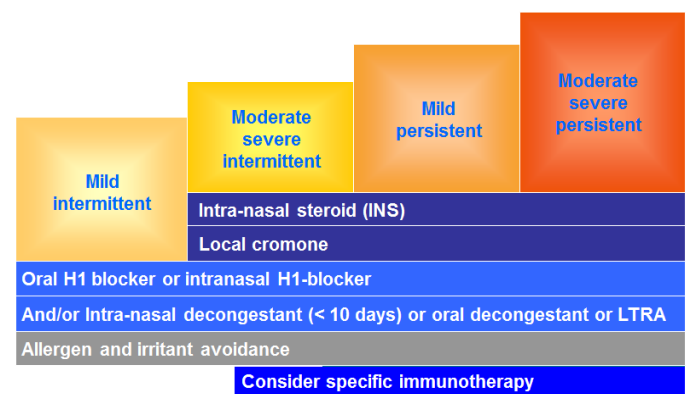 Mild
intermittent
Moderate
severe
intermittent
Mild
persistent
Moderate
severe
persistent
Intra-nasal steroid (INS)
Local cromone
Oral H1 blocker or intranasal H1-blocker
And/or Intra-nasal decongestant (< 10 days) or oral decongestant or LTRA
Allergen and irritant avoidance
Consider specific immunotherapy